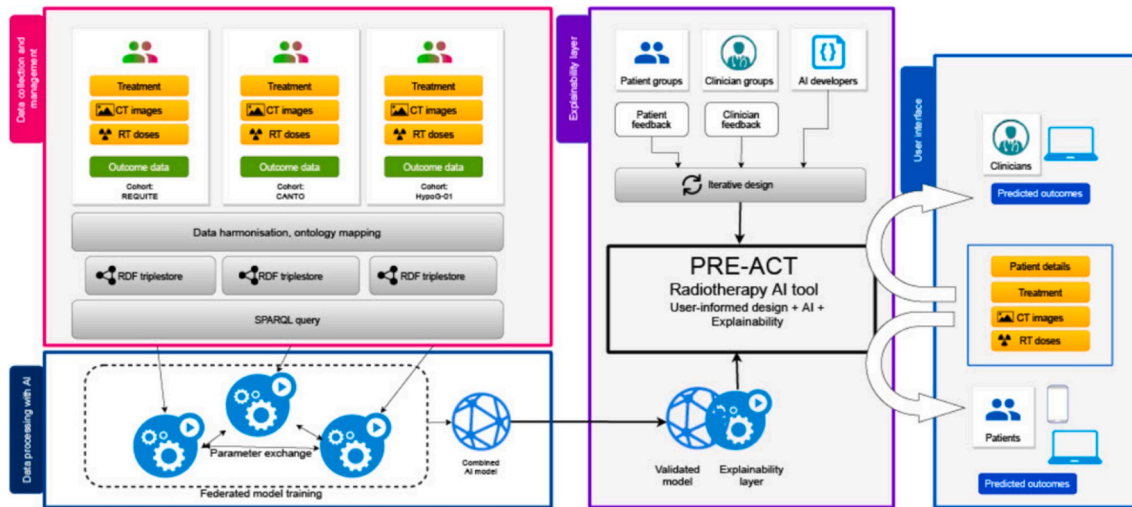 Data collection and
management
Treatment
CT images
RT doses
Outcome data
Cohort:
REQUITE
Treatment
CT images
RT doses
Outcome data
Cohort:
CANTO
Treatment
CT images
RT doses
Outcome data
Cohort:
HypoG-01
Data harmonisation, ontology mapping
RDF triplestore
RDF triplestore
RDF triplestore
SPARQL query
Data processing with AI
Parameter exchange
Federated model training
Combined
AI model
Explainability layer
Patient groups
Clinician groups
AI developers
Patient
feedback
Clinician
feedback
Iterative design
PRE-ACT
Radiotherapy AI tool
User-informed design + AI +
Explainability
Validated
model
Explainability
layer
User interface
Clinicians
Predicted outcomes
Patient details
Treatment
CT images
RT doses
Patients
Predicted outcomes